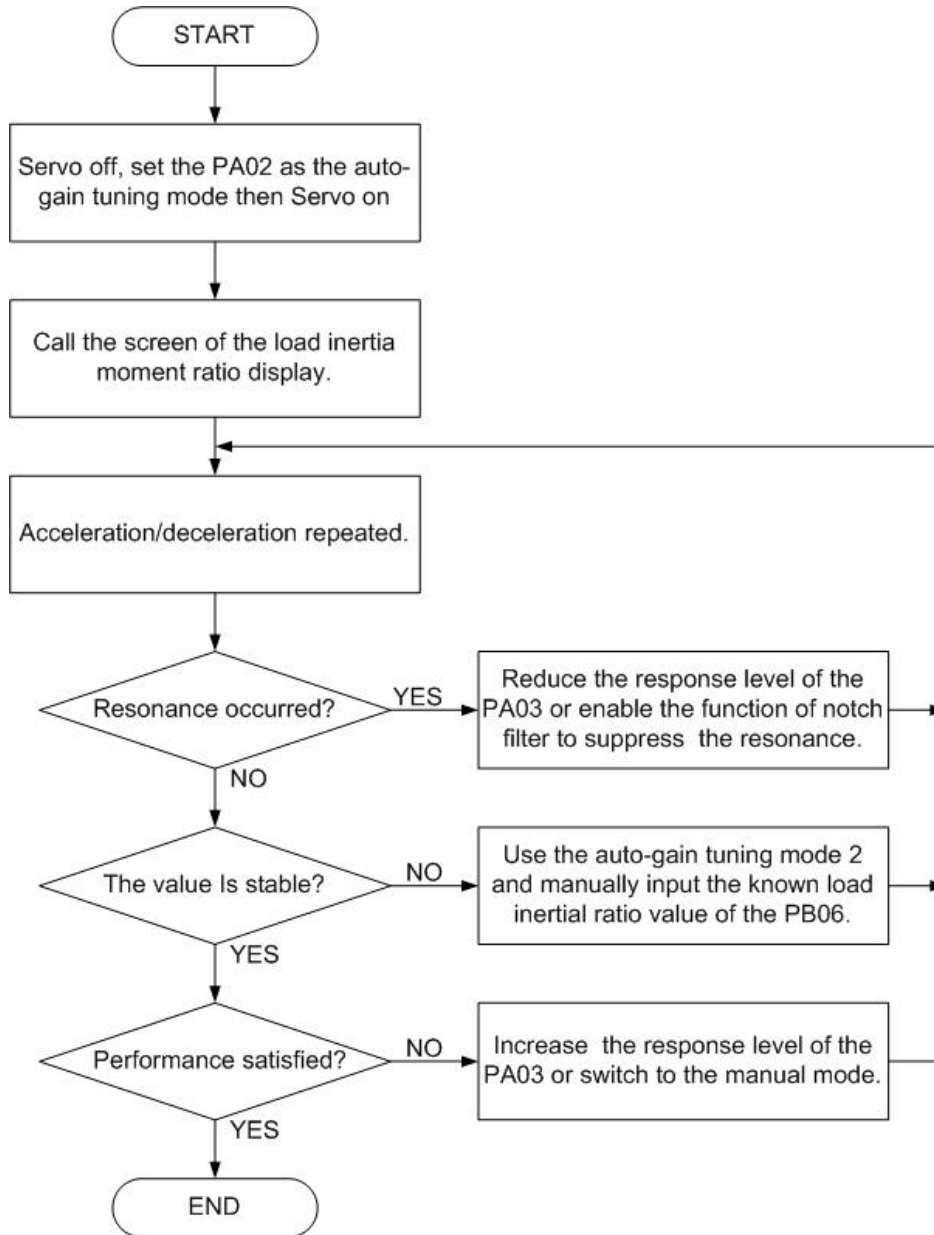 START
Servo off, set the PA02 as the auto-
gain tuning mode then Servo on
Call the screen of the load inertia
moment ratio display.
Acceleration/deceleration repeated.
Resonance occurred?
YES
Reduce the response level of the
PA03 or enable the function of notch
filter to suppress the resonance.
NO
The value Is stable?
NO
Use the auto-gain tuning mode 2
and manually input the known load
inertial ratio value of the PB06.
YES
Performance satisfied?
NO
Increase the response level of the
PA03 or switch to the manual mode.
YES
END